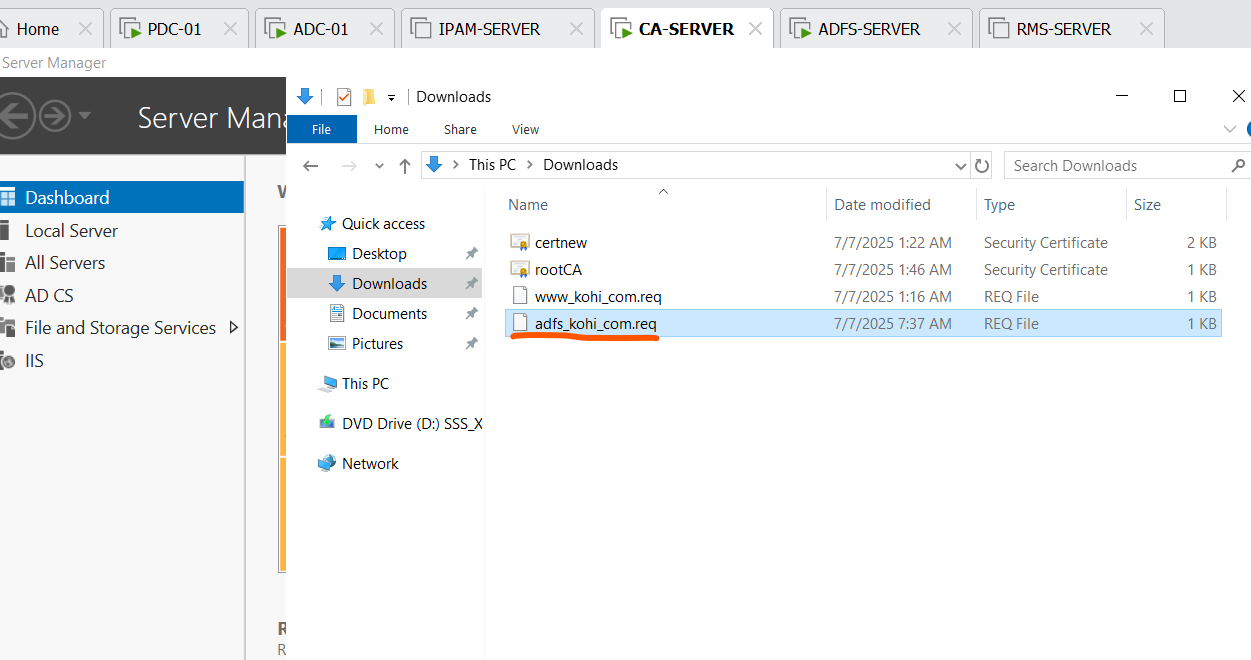 Home
PDC-01
ADC-01
IPAM-SERVER
CA-SERVER
ADFS-SERVER
RMS-SERVER
Server Manager
Server Man
Downloads
File
Home
Share
View
This PC
Downloads
Search Downloads
Dashboard
Local Server
All Servers
AD CS
File and Storage Services
IIS
W
R
R
Quick access
Desktop
Downloads
Documents
Pictures
This PC
DVD Drive (D:) SSS_X
Network
Name Date modified Type Size
certnew 7/7/2025 1:22 AM Security Certificate 2 KB
rootCA 7/7/2025 1:46 AM Security Certificate 1 KB
www_kohi_com.req 7/7/2025 1:16 AM REQ File 1 KB
adfs_kohi_com.req 7/7/2025 7:37 AM REQ File 1 KB